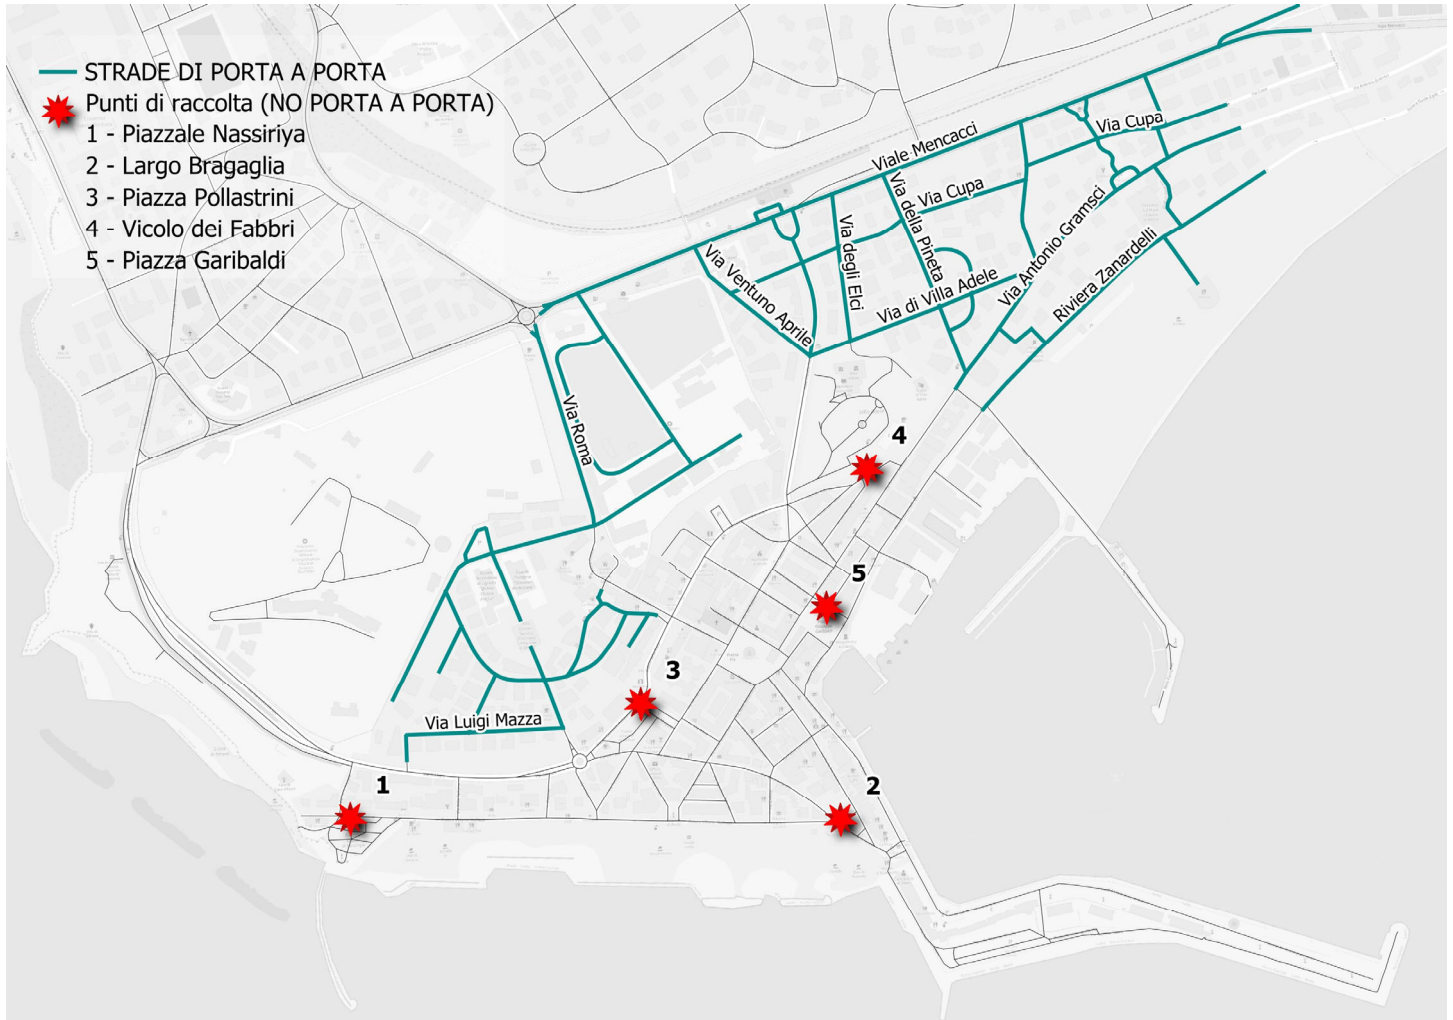 STRADE DI PORTA A PORTA
Punti di raccolta (NO PORTA A PORTA)
1 - Piazzale Nassiriya
2 - Largo Bragaglia
3 - Piazza Pollastrini
4 - Vicolo dei Fabbri
5 - Piazza Garibaldi
Via Cupa
Viale Mencacci
Via Cupa
Via della Pineta
Via degli Elci
Via Antonio Gramsci
Riviera Zanardelli
Via Ventuno Aprile
Via di Villa Adele
Via Roma
4
5
3
Via Luigi Mazza
1
2